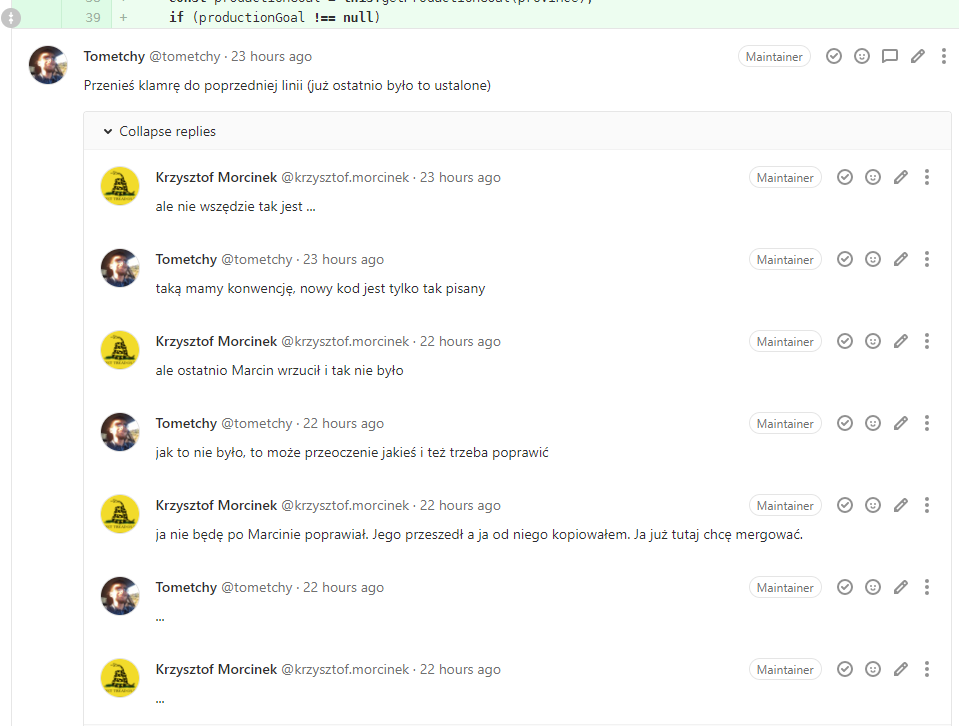 38 + const productionGoal = this.getProductionGoal(province);
39 + if (productionGoal !== null)
Tometchy @tometchy · 23 hours ago Maintainer
Przenieś klamrę do poprzedniej linii (już ostatnio było to ustalone)
Collapse replies
Krzysztof Morcinek @krzysztof.morcinek · 23 hours ago Maintainer
ale nie wszędzie tak jest ...
Tometchy @tometchy · 23 hours ago Maintainer
taką mamy konwencję, nowy kod jest tylko tak pisany
Krzysztof Morcinek @krzysztof.morcinek · 22 hours ago Maintainer
ale ostatnio Marcin wrzucił i tak nie było
Tometchy @tometchy · 22 hours ago Maintainer
jak to nie było, to może przeoczenie jakieś i też trzeba poprawić
Krzysztof Morcinek @krzysztof.morcinek · 22 hours ago Maintainer
ja nie będę po Marcinie poprawiał. Jego przeszedł a ja od niego kopiowałem. Ja już tutaj chcę mergować.
Tometchy @tometchy · 22 hours ago Maintainer
...
Krzysztof Morcinek @krzysztof.morcinek · 22 hours ago Maintainer
...